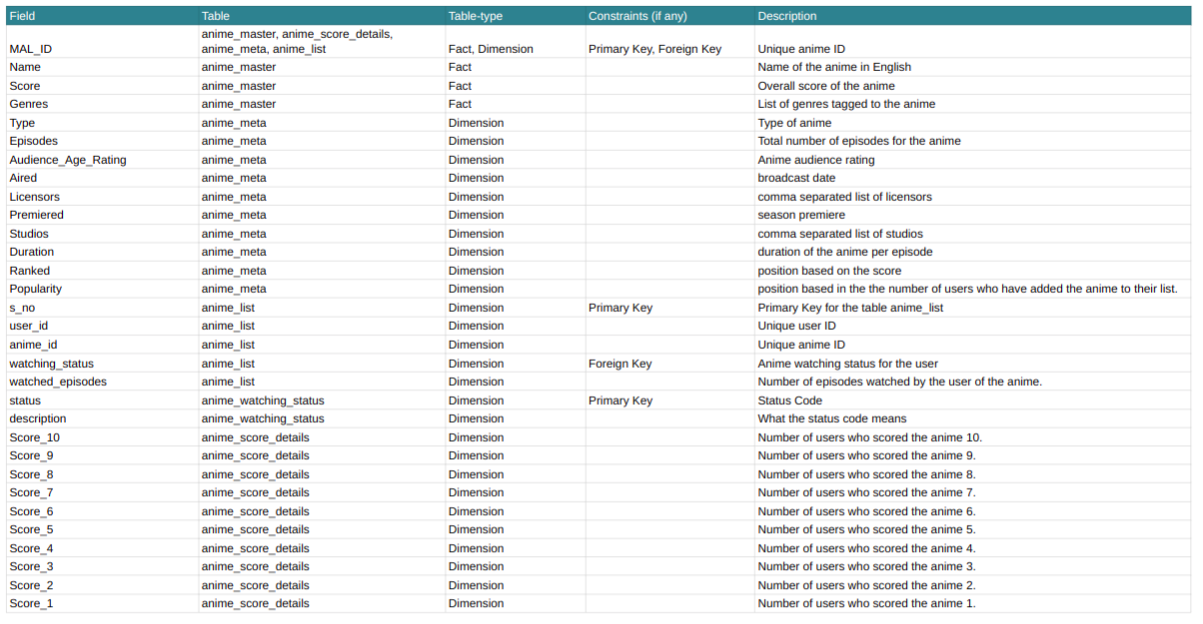 Field Table Table-type Constraints (if any) Description
anime_master, anime_score_details,
MAL_ID anime_meta, anime_list Fact, Dimension Primary Key, Foreign Key Unique anime ID
Name anime_master Fact Name of the anime in English
Score anime_master Fact Overall score of the anime
Genres anime_master Fact List of genres tagged to the anime
Type anime_meta Dimension Type of anime
Episodes anime_meta Dimension Total number of episodes for the anime
Audience_Age_Rating anime_meta Dimension Anime audience rating
Aired anime_meta Dimension broadcast date
Licensors anime_meta Dimension comma separated list of licensors
Premiered anime_meta Dimension season premiere
Studios anime_meta Dimension comma separated list of studios
Duration anime_meta Dimension duration of the anime per episode
Ranked anime_meta Dimension position based on the score
Popularity anime_meta Dimension position based in the the number of users who have added the anime to their list.
s_no anime_list Dimension Primary Key Primary Key for the table anime_list
user_id anime_list Dimension Unique user ID
anime_id anime_list Dimension Unique anime ID
watching_status anime_list Dimension Foreign Key Anime watching status for the user
watched_episodes anime_list Dimension Number of episodes watched by the user of the anime.
status anime_watching_status Dimension Primary Key Status Code
description anime_watching_status Dimension What the status code means
Score_10 anime_score_details Dimension Number of users who scored the anime 10.
Score_9 anime_score_details Dimension Number of users who scored the anime 9.
Score_8 anime_score_details Dimension Number of users who scored the anime 8.
Score_7 anime_score_details Dimension Number of users who scored the anime 7.
Score_6 anime_score_details Dimension Number of users who scored the anime 6.
Score_5 anime_score_details Dimension Number of users who scored the anime 5.
Score_4 anime_score_details Dimension Number of users who scored the anime 4.
Score_3 anime_score_details Dimension Number of users who scored the anime 3.
Score_2 anime_score_details Dimension Number of users who scored the anime 2.
Score_1 anime_score_details Dimension Number of users who scored the anime 1.